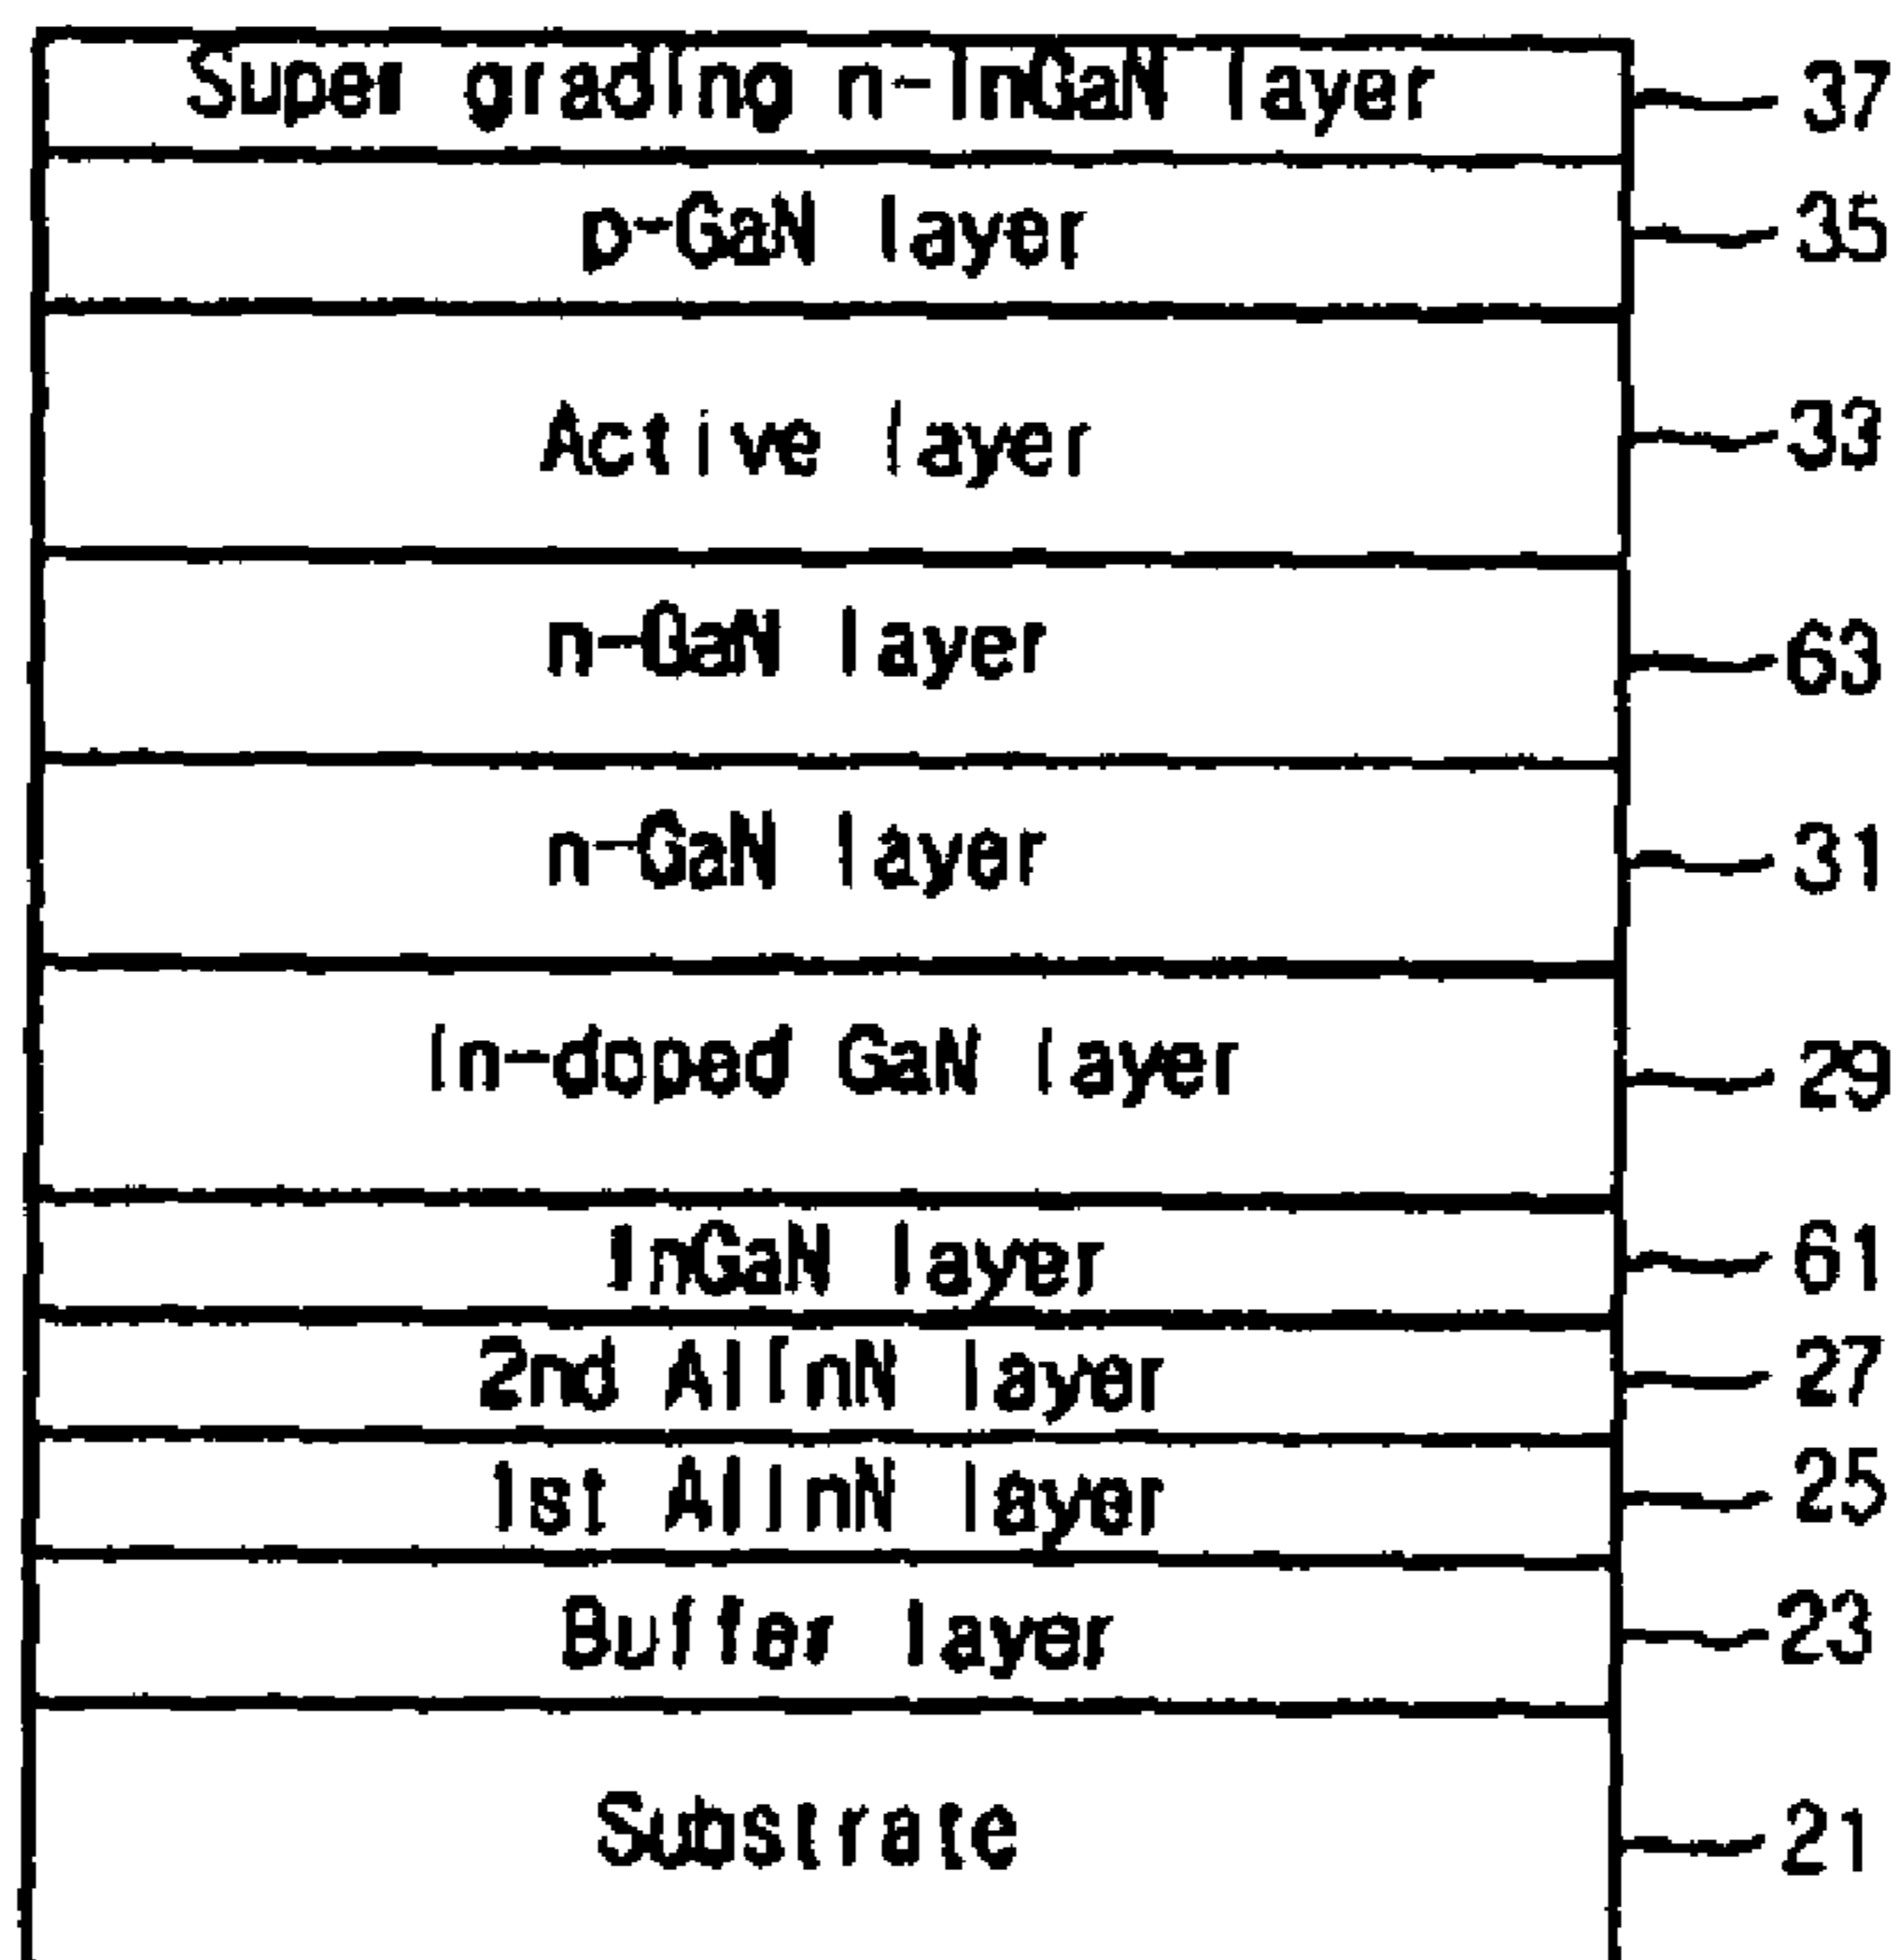 Super grading n-InGaN layer 37
p-GaN layer 35
Active layer 33
n-GaN layer 63
n-GaN layer 31
In-doped GaN layer 29
InGaN layer 61
2nd AlInN layer 27
1st AlInN layer 25
Buffer layer 23
Substrate 21